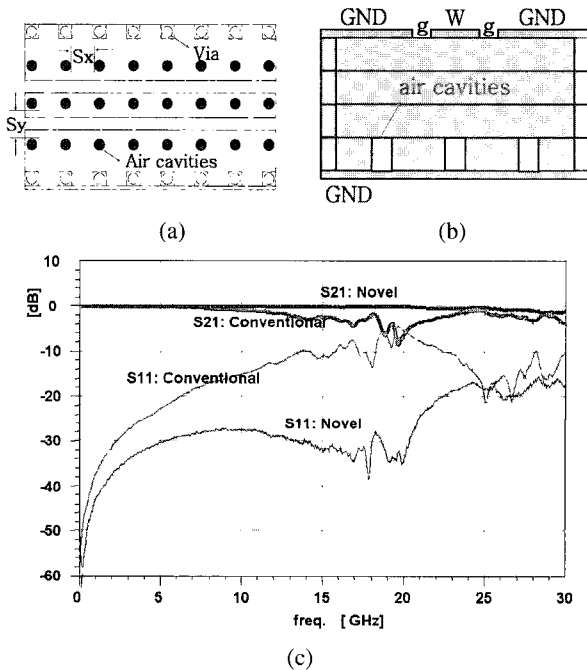 Sx
Via
Sy
Air cavities
(a)
GND g W g GND
air cavities
GND
(b)
10
0
-10
-20
-30
-40
-50
-60
[dB]
S21: Novel
S21: Conventional
S11: Conventional
S11: Novel
0 5 10 15 20 25 30
freq. [ GHz]
(c)